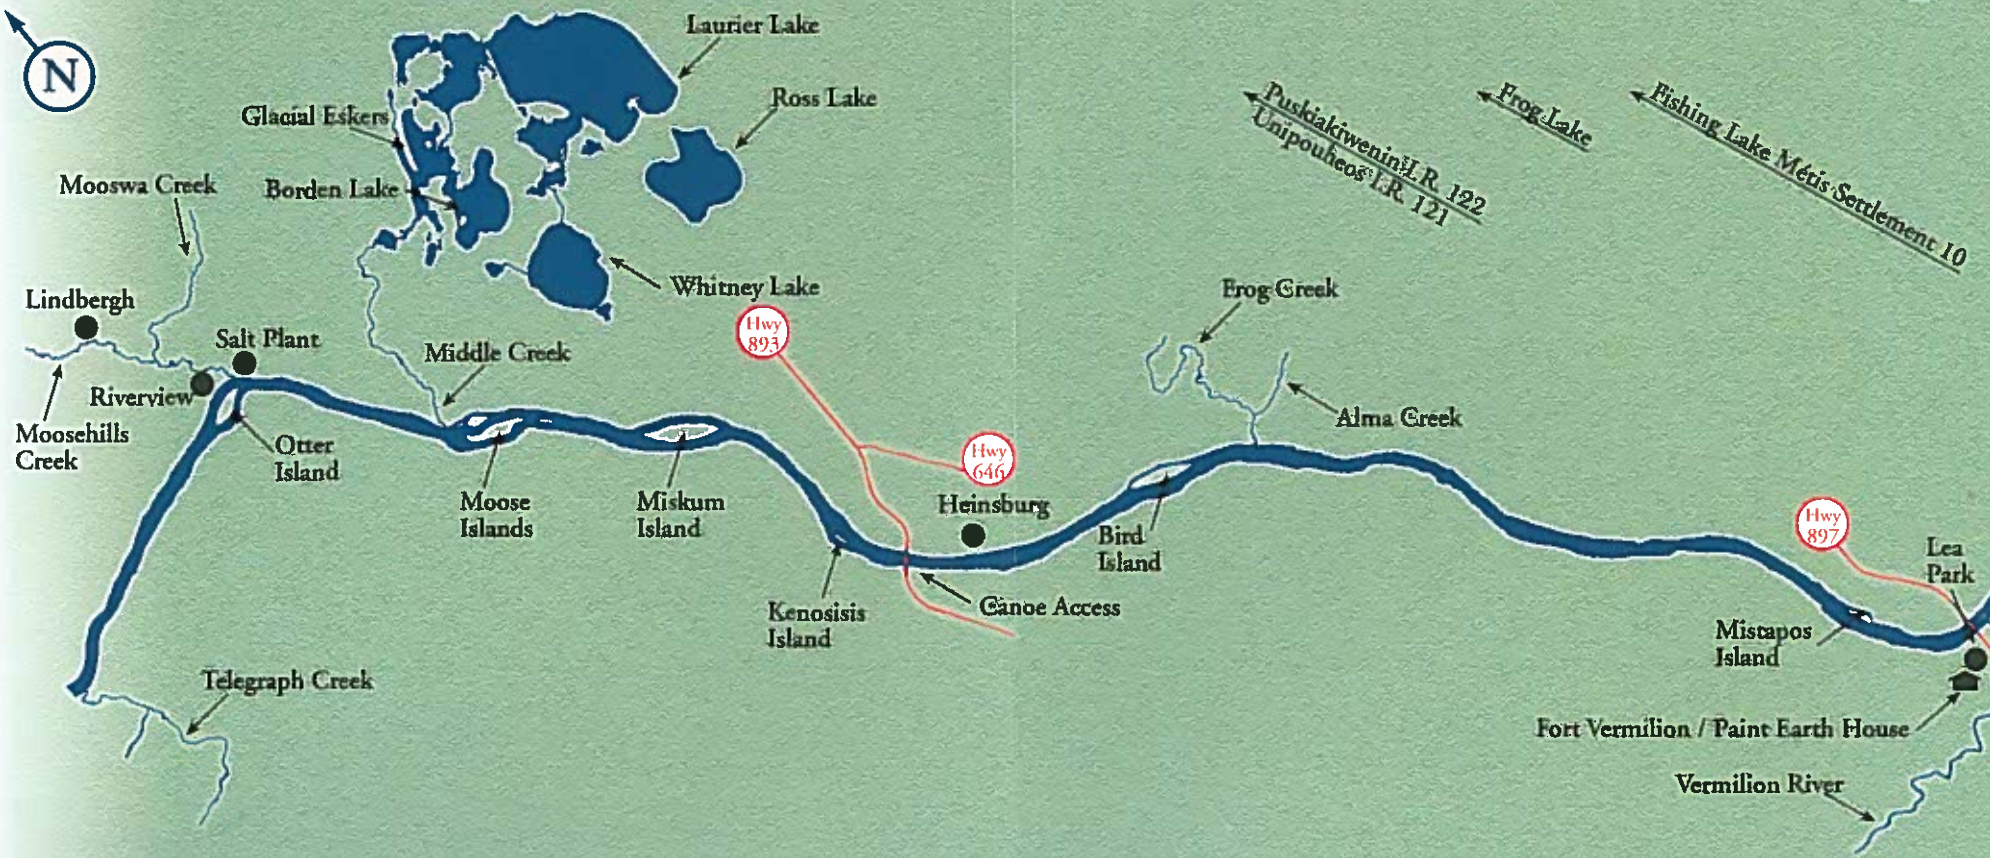 N
Laurier Lake
Ross Lake
Glacial Eskers
Mooswa Creek
Borden Lake
Puskiakiwenin I.R. 122
Unipouheos I.R. 121
Frog Lake
Fishing Lake Métis Settlement 10
Whitney Lake
Lindbergh
Salt Plant
Middle Creek
Hwy
893
Frog Creek
Riverview
Moosehills
Creek
Otter
Island
Alma Creek
Moose
Islands
Miskum
Island
Hwy
646
Heinsburg
Bird
Island
Hwy
897
Lea
Park
Kenosisis
Island
Canoe Access
Mistapos
Island
Telegraph Creek
Fort Vermilion / Paint Earth House
Vermilion River